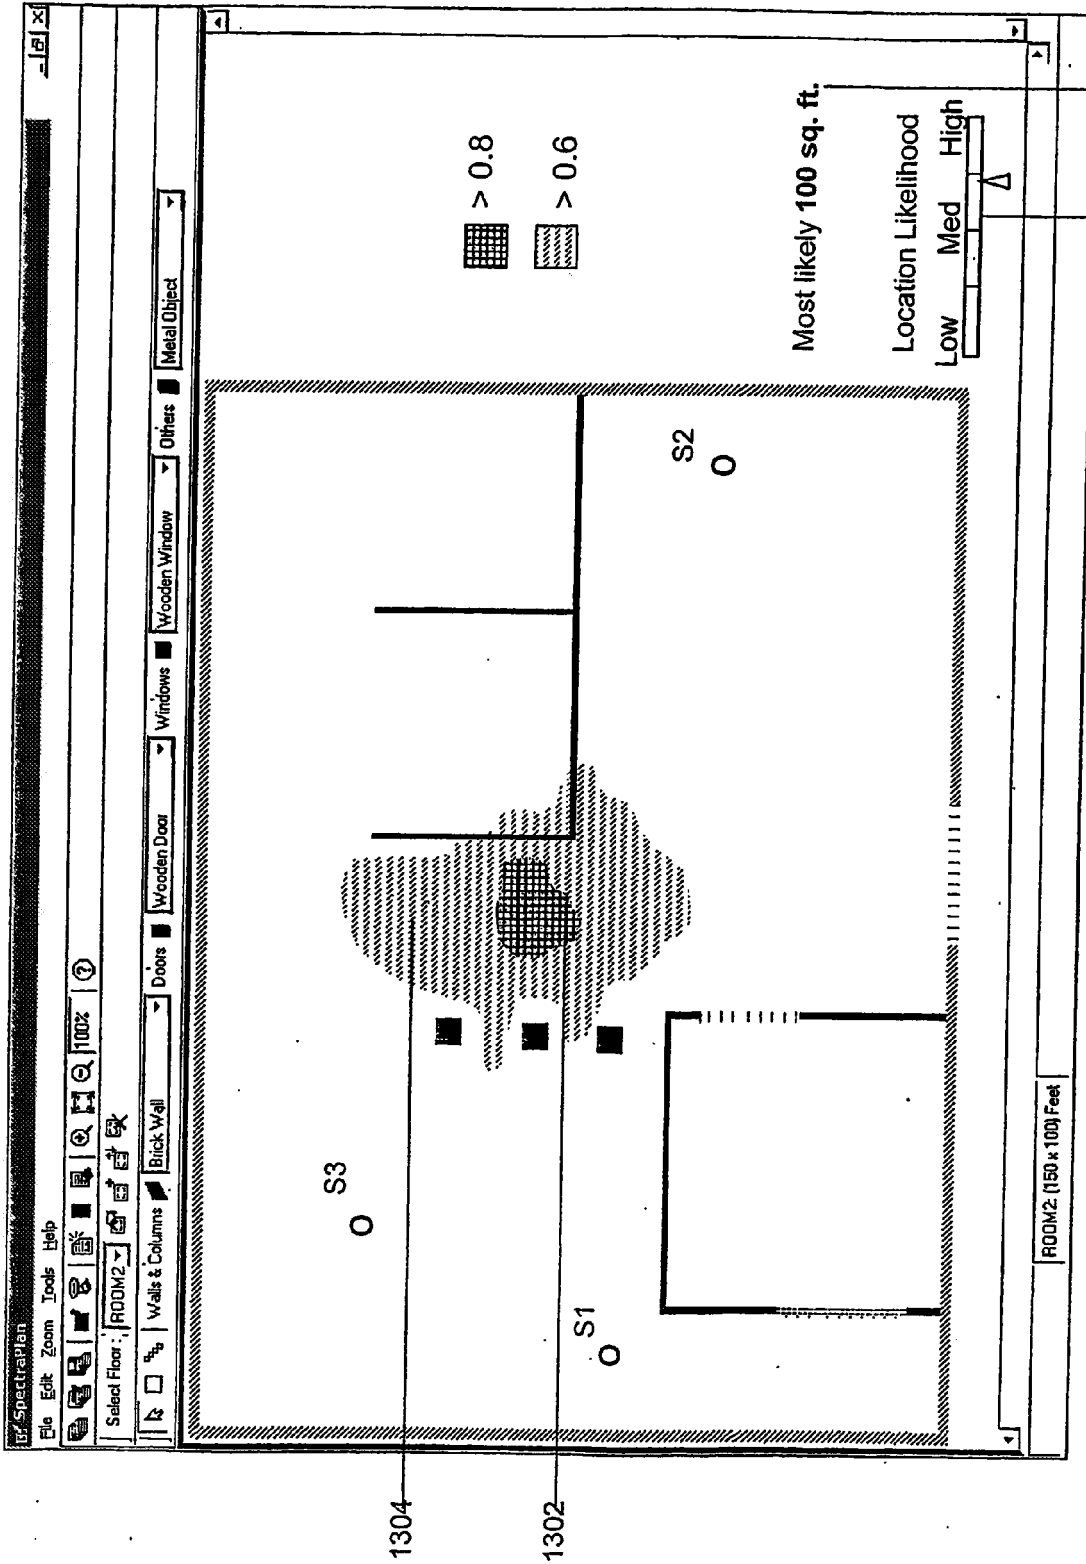 SpectraPlan
File Edit Zoom Tools Help
100%
Select Floor: ROOM2
Walls & Columns Brick Wall Doors Wooden Door Windows Wooden Window Others Metal Object
S3
S1
S2
> 0.8
> 0.6
Most likely 100 sq. ft.
Location Likelihood
Low Med High
ROOM2: (150 x 100) Feet
1304
1302